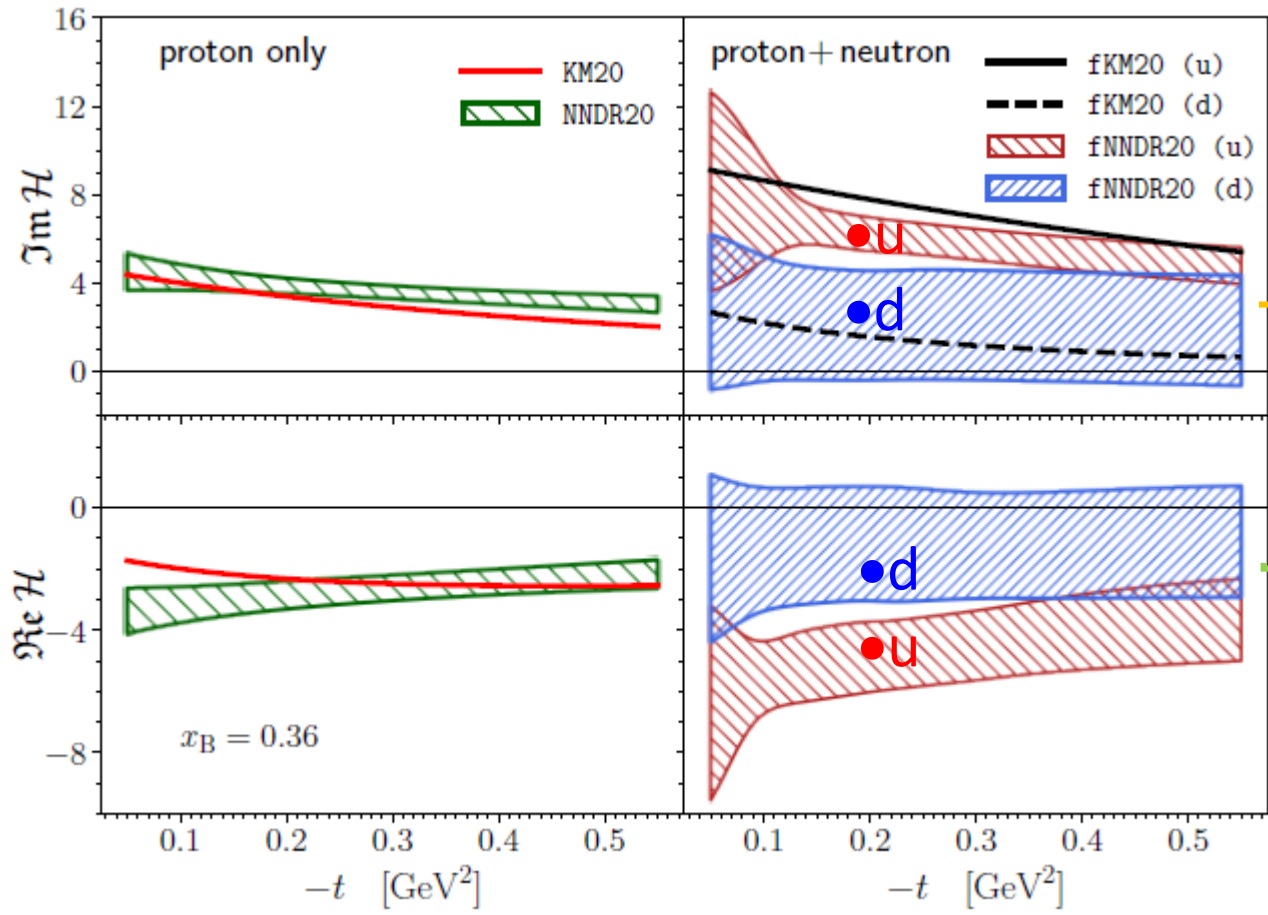 proton only
KM20
NNDR20
proton+neutron
fKM20 (u)
fKM20 (d)
fNNDR20 (u)
fNNDR20 (d)
16
12
8
4
0
ℑm ℋ
u
d
0
−4
−8
ℜe ℋ
x_B = 0.36
d
u
0.1 0.2 0.3 0.4 0.5
0.1 0.2 0.3 0.4 0.5
−t [GeV²]
−t [GeV²]